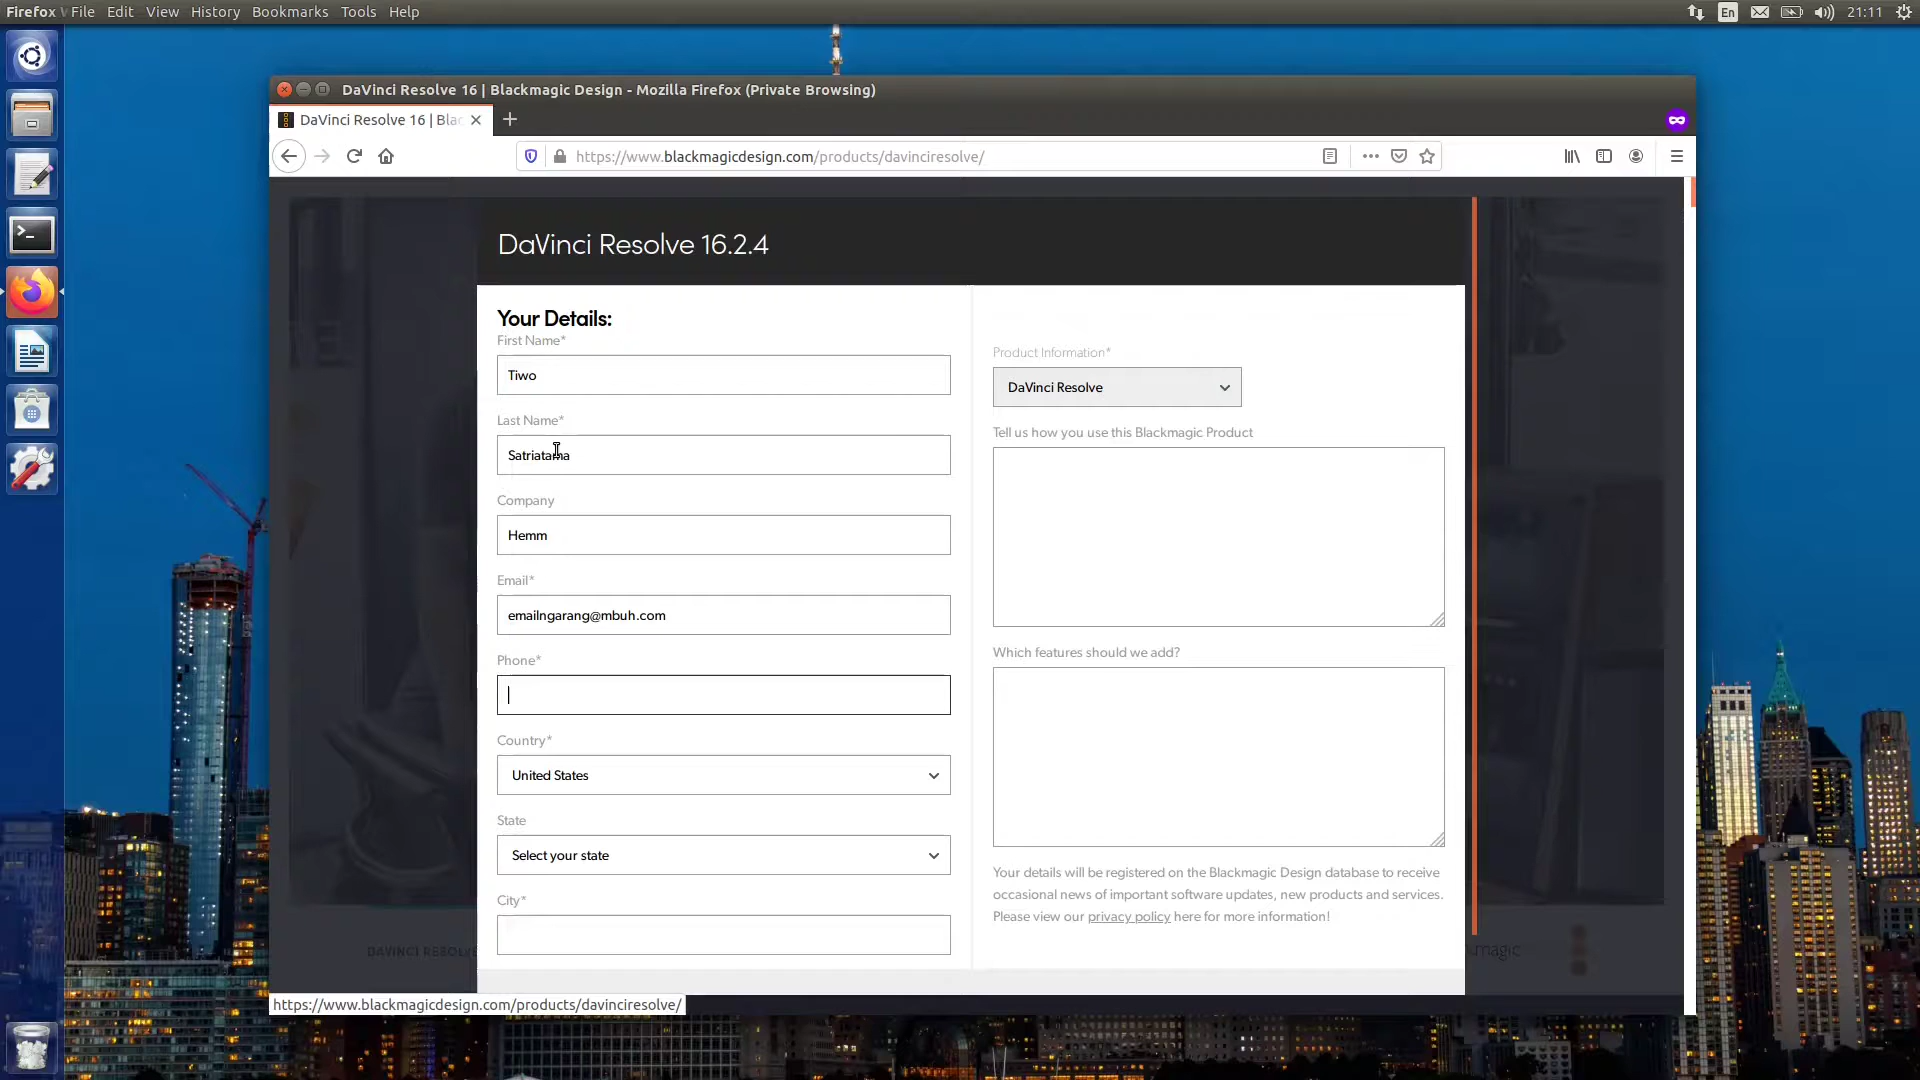 Firefox
File Edit View History Bookmarks Tools Help
En
21:11
DaVinci Resolve 16 | Blackmagic Design - Mozilla Firefox (Private Browsing)
DaVinci Resolve 16 | Blac
https://www.blackmagicdesign.com/products/davinciresolve/
DaVinci Resolve 16.2.4
Your Details:
First Name*
Tiwo
Last Name*
Satriatama
Company
Hemm
Email*
emailngarang@mbuh.com
Phone*
Country*
United States
State
Select your state
City*
Product Information*
DaVinci Resolve
Tell us how you use this Blackmagic Product
Which features should we add?
Your details will be registered on the Blackmagic Design database to receive
occasional news of important software updates, new products and services.
Please view our privacy policy here for more information!
DAVINCI RESOLVE
magic
https://www.blackmagicdesign.com/products/davinciresolve/